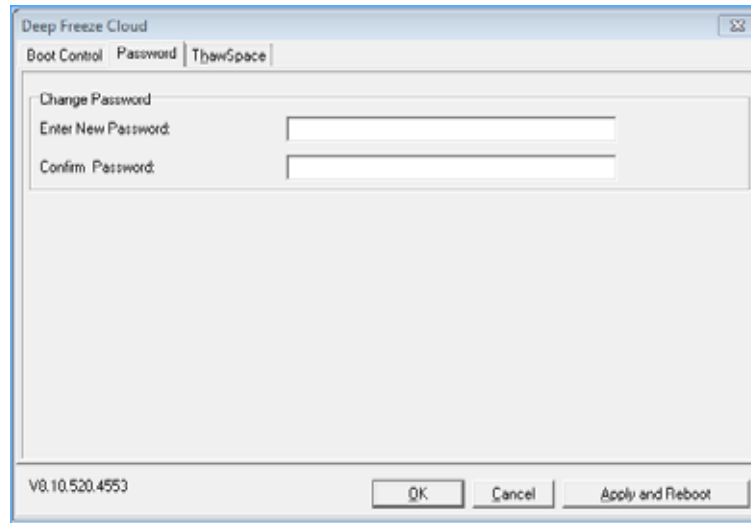 Deep Freeze Cloud
Boot Control Password ThawSpace
Change Password
Enter New Password:
Confirm Password:
V8.10.520.4553
OK Cancel Apply and Reboot